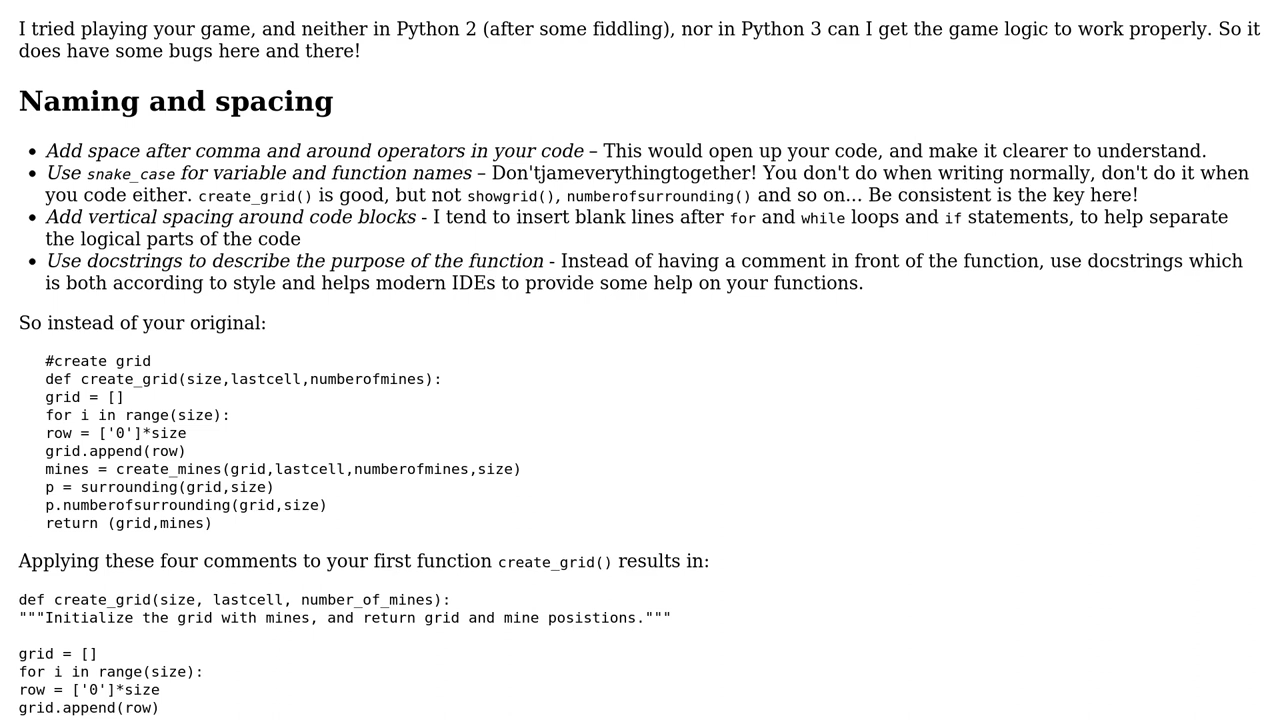 I tried playing your game, and neither in Python 2 (after some fiddling), nor in Python 3 can I get the game logic to work properly. So it
does have some bugs here and there!
Naming and spacing
• Add space after comma and around operators in your code – This would open up your code, and make it clearer to understand.
• Use snake_case for variable and function names – Don'tjameverythingtogether! You don't do when writing normally, don't do it when
you code either. create_grid() is good, but not showgrid(), numberofsurrounding() and so on... Be consistent is the key here!
• Add vertical spacing around code blocks - I tend to insert blank lines after for and while loops and if statements, to help separate
the logical parts of the code
• Use docstrings to describe the purpose of the function - Instead of having a comment in front of the function, use docstrings which
is both according to style and helps modern IDEs to provide some help on your functions.
So instead of your original:
#create grid
def create_grid(size,lastcell,numberofmines):
grid = []
for i in range(size):
row = ['0']*size
grid.append(row)
mines = create_mines(grid,lastcell,numberofmines,size)
p = surrounding(grid,size)
p.numberofsurrounding(grid,size)
return (grid,mines)
Applying these four comments to your first function create_grid() results in:
def create_grid(size, lastcell, number_of_mines):
"""Initialize the grid with mines, and return grid and mine posistions."""
grid = []
for i in range(size):
row = ['0']*size
grid.append(row)